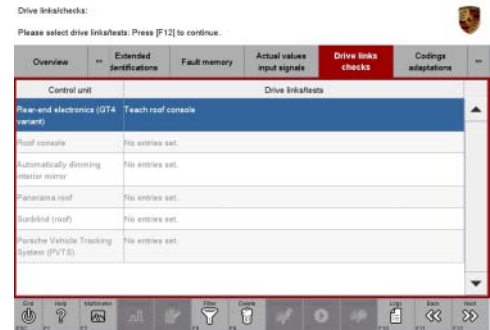 Drive links/checks:
Please select drive links/tests: Press [F12] to continue.
Overview
Extended
identifications
Fault memory
Actual values
input signals
Drive links
checks
Codings
adaptations
Control unit
Drive links/tests
Rear-end electronics (GT4
variant)
Teach roof console
Roof console
No entries set.
Automatically dimming
interior mirror
No entries set.
Panorama roof
No entries set.
Sunblind (roof)
No entries set.
Porsche Vehicle Tracking
System (PVTS)
No entries set.
End
Help
Multimeter
Filter
Delete
Logs
Back
Next